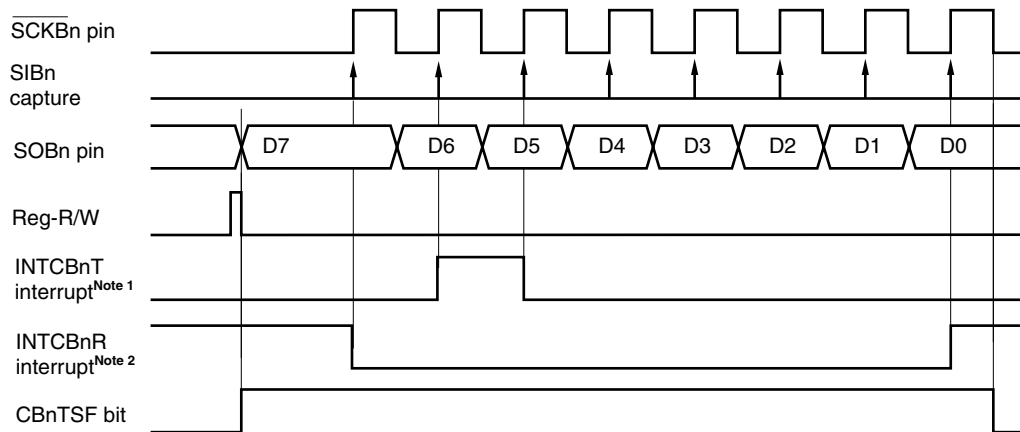 SCKBn pin
SIBn
capture
SOBn pin
D7 D6 D5 D4 D3 D2 D1 D0
Reg-R/W
INTCBnT
interruptNote 1
INTCBnR
interruptNote 2
CBnTSF bit